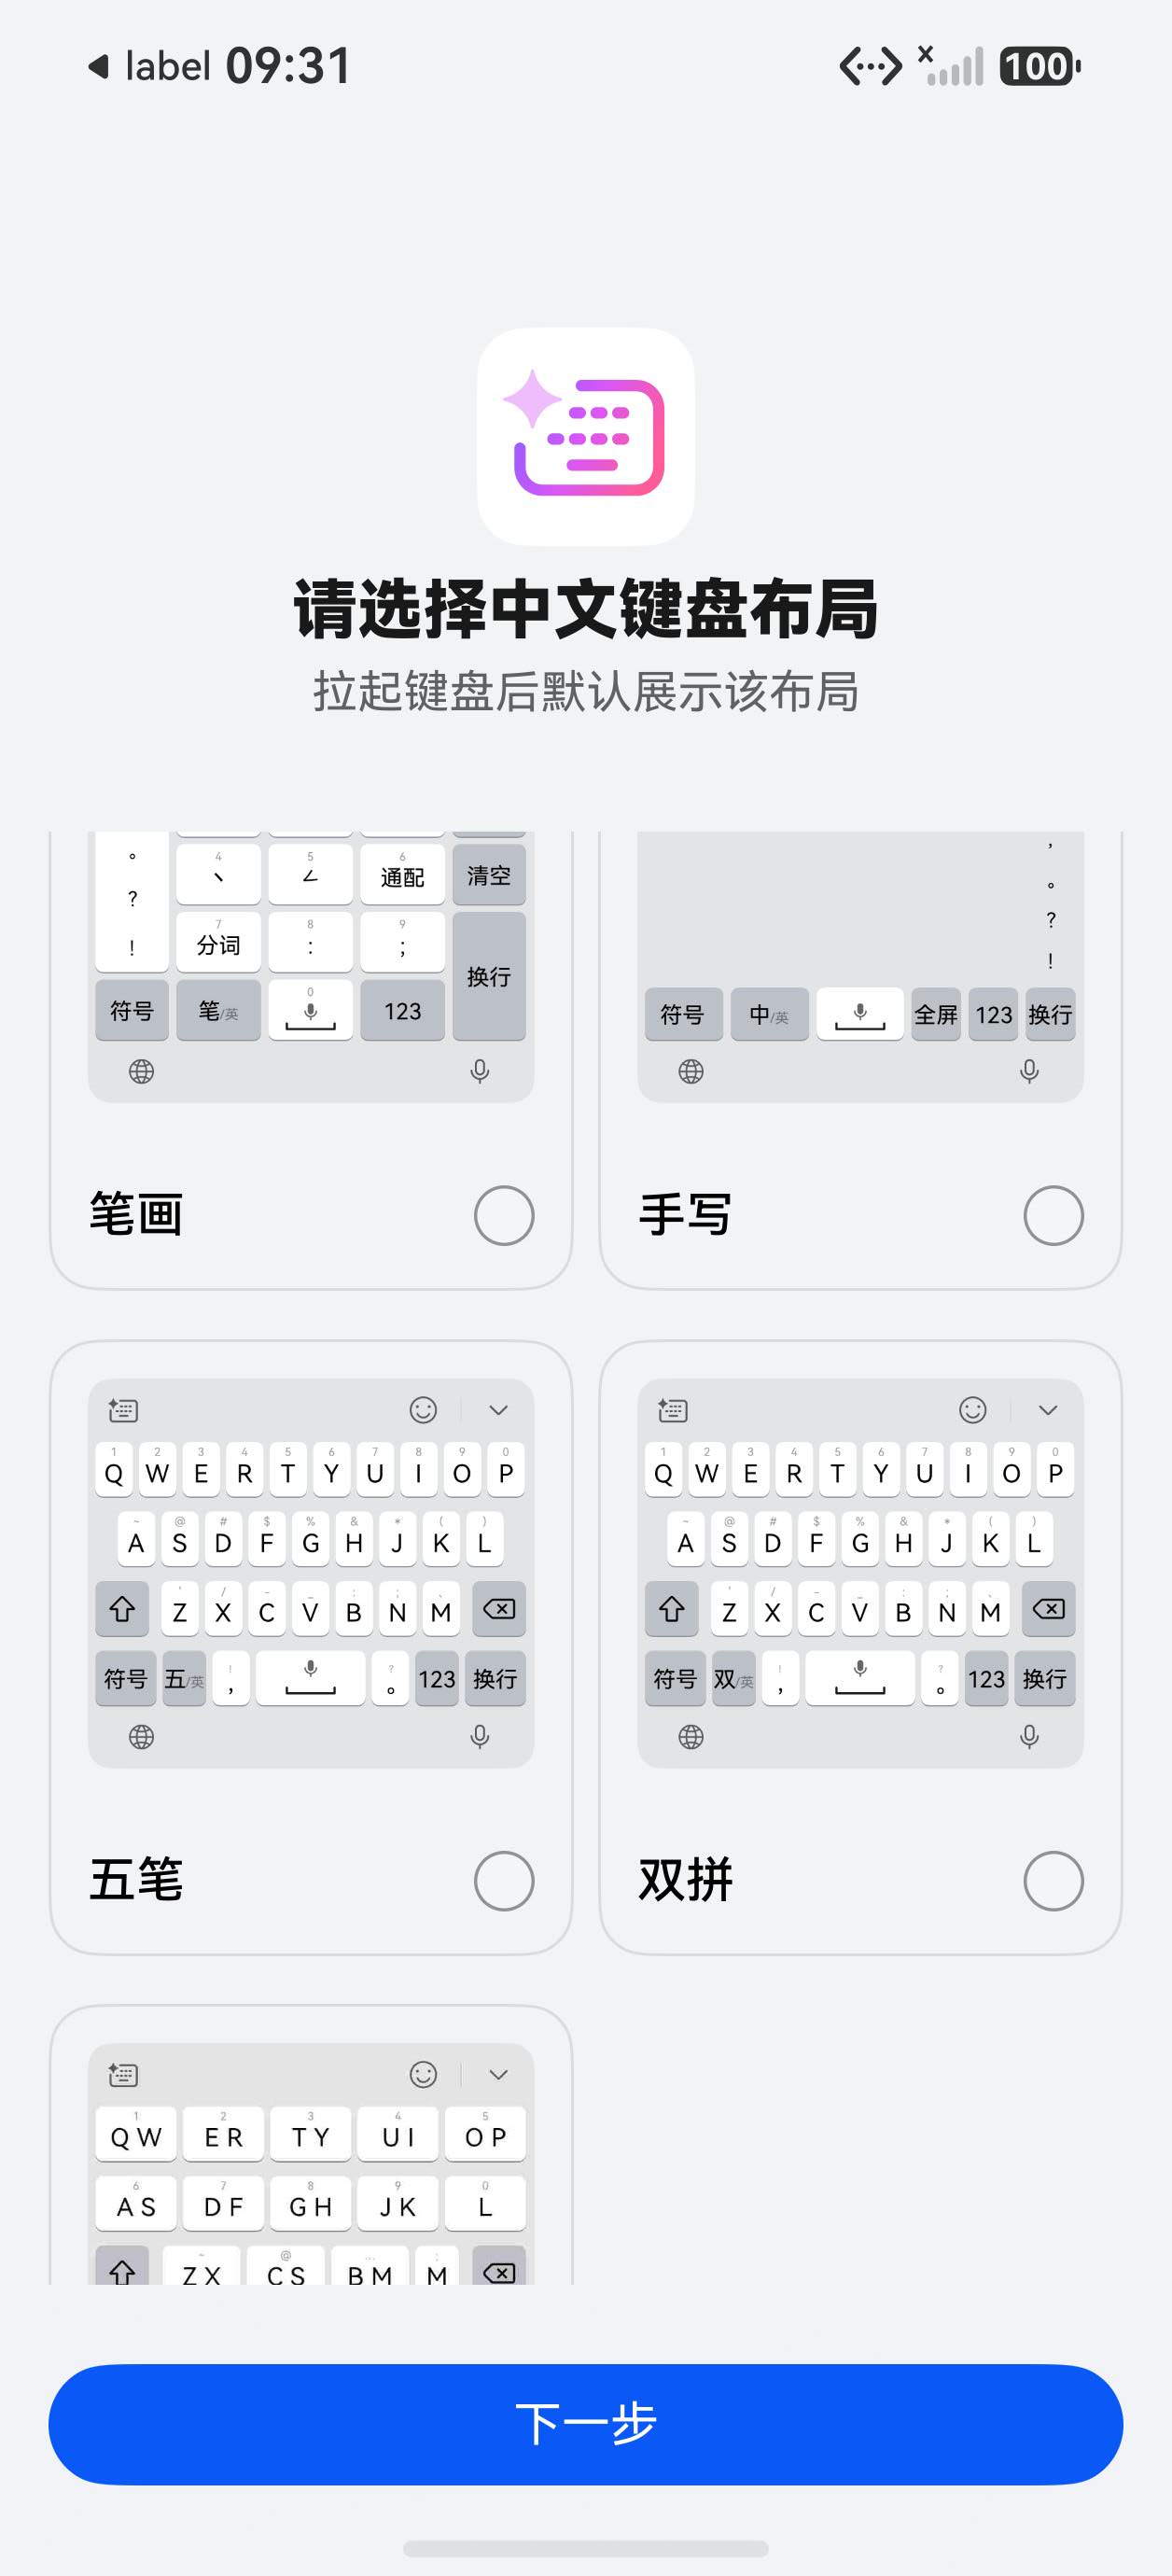 label 09:31
100
请选择中文键盘布局
拉起键盘后默认展示该布局
。
?
!
4 丶
5 ㄥ
6 通配
清空
7 分词
8 :
9 ;
换行
符号
笔/英
0
123
,
。
?
!
符号
中/英
全屏
123
换行
笔画
手写
1 2 3 4 5 6 7 8 9 0
Q W E R T Y U I O P
~ @ # $ % & * ( )
A S D F G H J K L
' / - _ : ; 、
Z X C V B N M
符号 五/英 ! , ? 。 123 换行
1 2 3 4 5 6 7 8 9 0
Q W E R T Y U I O P
~ @ # $ % & * ( )
A S D F G H J K L
' / - _ : ; 、
Z X C V B N M
符号 双/英 ! , ? 。 123 换行
五笔
双拼
1 2 3 4 5
QW ER TY UI OP
6 7 8 9 0
AS DF GH JK L
~ @ ... ;
ZX CS BM M
下一步